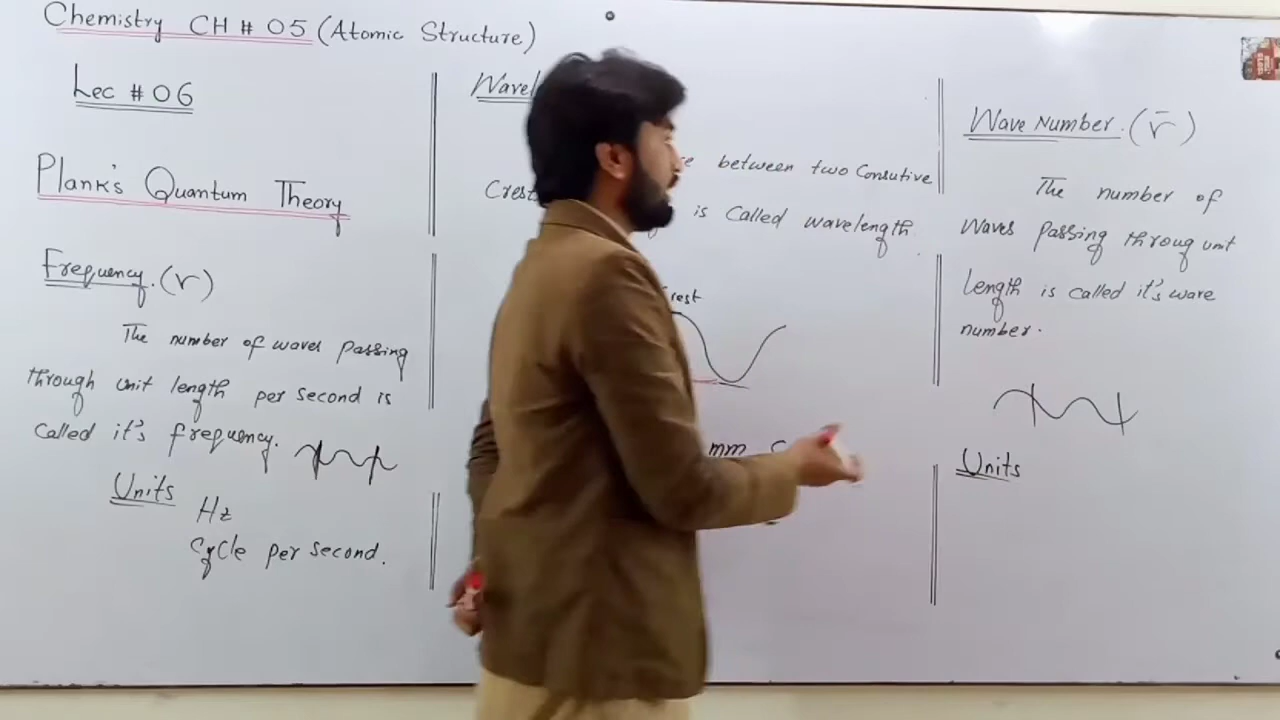 Chemistry CH # 05 (Atomic Structure)
Lec # 06
Plank's Quantum Theory
Frequency. (ν)
The number of waves passing
through unit length per second is
called it's frequency.
Units
Hz
Cycle per second.
between two Consutive
Crest
is Called wavelength
mm
Wave Number. (ν̄)
The number of
waves passing throug unit
length is called it's wave
number.
Units